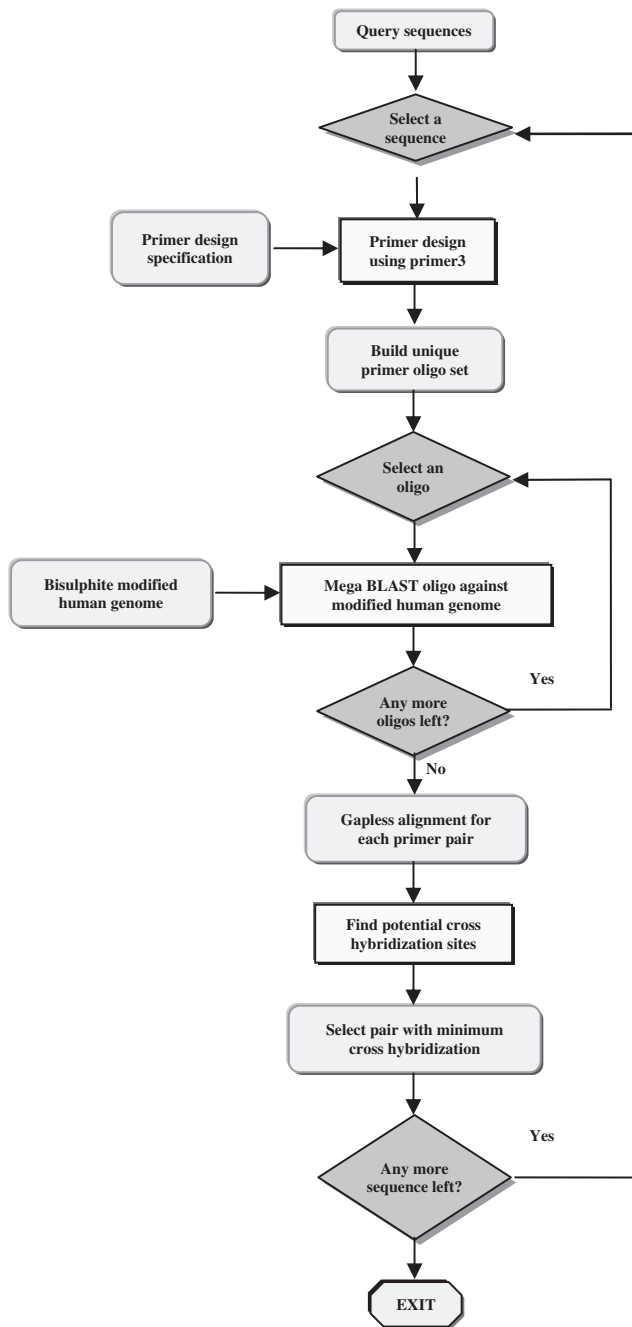 Query sequences
Select a
sequence
Primer design
specification
Primer design
using primer3
Build unique
primer oligo set
Select an
oligo
Bisulphite modified
human genome
Mega BLAST oligo against
modified human genome
Yes
Any more
oligos left?
No
Gapless alignment for
each primer pair
Find potential cross
hybridization sites
Select pair with minimum
cross hybridization
Yes
Any more
sequence left?
EXIT